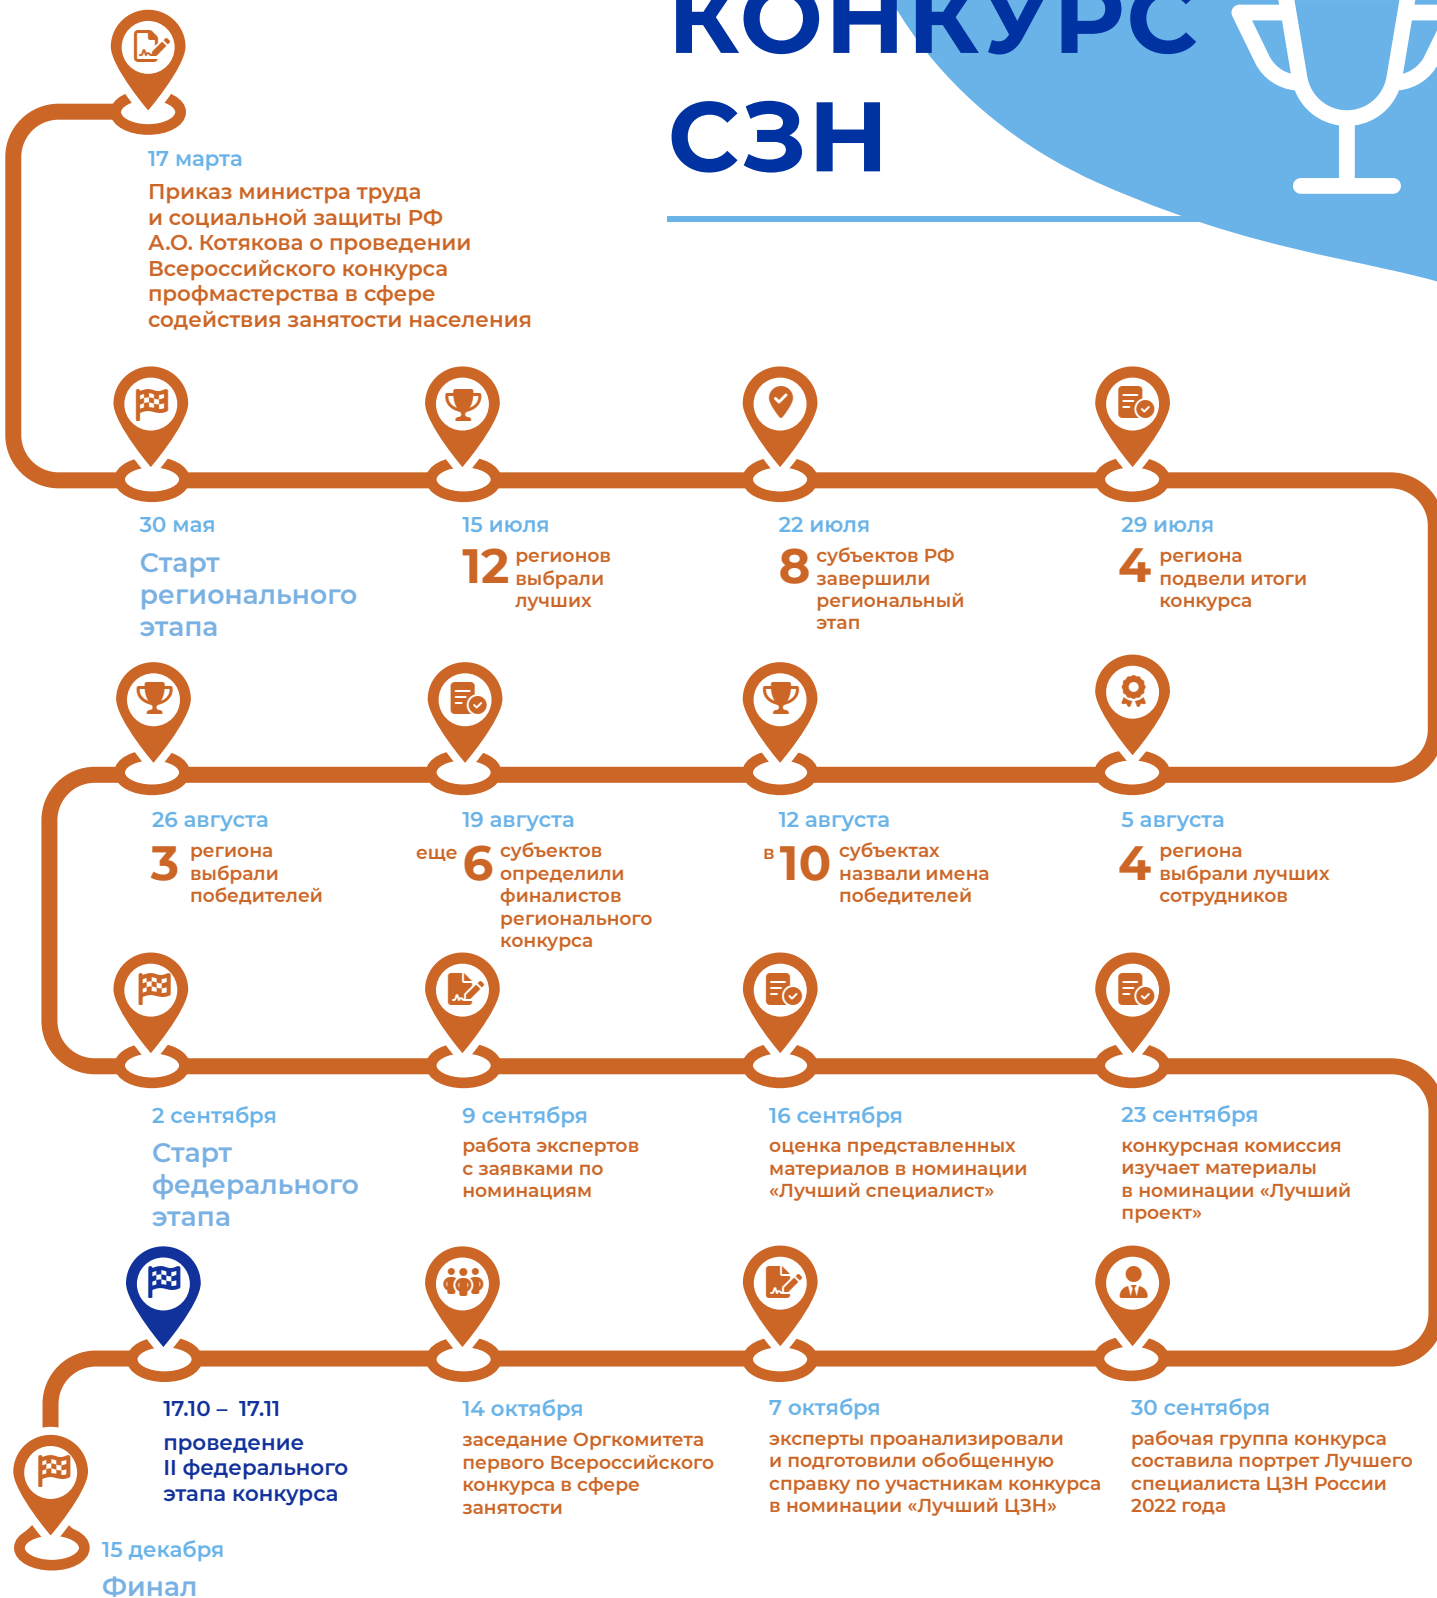 КОНКУРС
СЗН
17 марта
Приказ министра труда
и социальной защиты РФ
А.О. Котякова о проведении
Всероссийского конкурса
профмастерства в сфере
содействия занятости населения
30 мая
Старт
регионального
этапа
15 июля
12 регионов
выбрали
лучших
22 июля
8 субъектов РФ
завершили
региональный
этап
29 июля
4 региона
подвели итоги
конкурса
5 августа
4 региона
выбрали лучших
сотрудников
12 августа
в 10 субъектах
назвали имена
победителей
19 августа
еще 6 субъектов
определили
финалистов
регионального
конкурса
26 августа
3 региона
выбрали
победителей
2 сентября
Старт
федерального
этапа
9 сентября
работа экспертов
с заявками по
номинациям
16 сентября
оценка представленных
материалов в номинации
«Лучший специалист»
23 сентября
конкурсная комиссия
изучает материалы
в номинации «Лучший
проект»
30 сентября
рабочая группа конкурса
составила портрет Лучшего
специалиста ЦЗН России
2022 года
7 октября
эксперты проанализировали
и подготовили обобщенную
справку по участникам конкурса
в номинации «Лучший ЦЗН»
14 октября
заседание Оргкомитета
первого Всероссийского
конкурса в сфере
занятости
17.10 – 17.11
проведение
II федерального
этапа конкурса
15 декабря
Финал